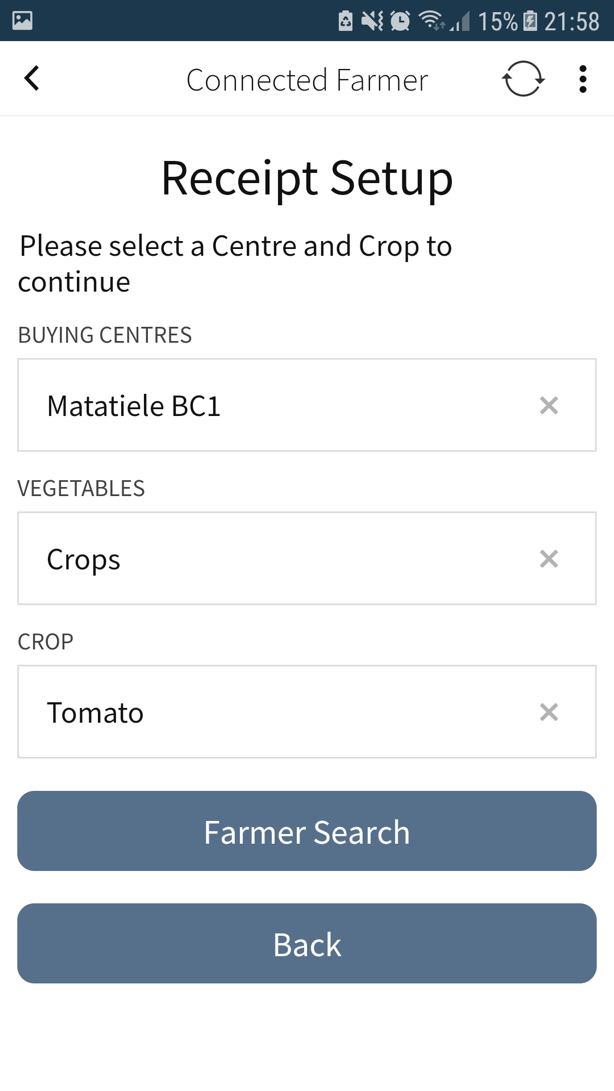 15% 21:58
Connected Farmer
Receipt Setup
Please select a Centre and Crop to
continue
BUYING CENTRES
Matatiele BC1
VEGETABLES
Crops
CROP
Tomato
Farmer Search
Back